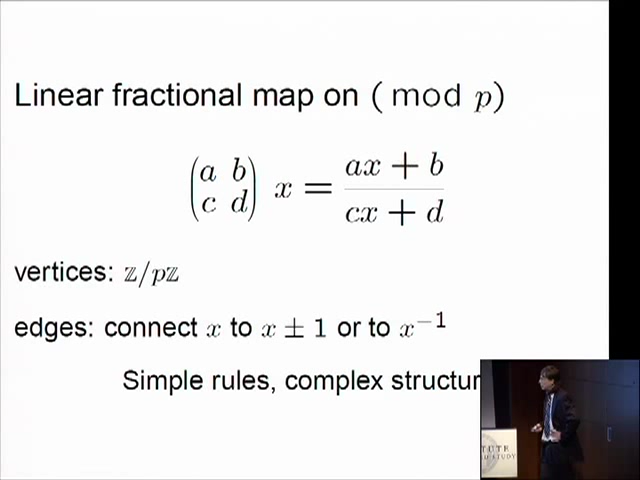 Linear fractional map on ( mod p)
(a b
c d) x = ax + b / cx + d
vertices: ℤ/pℤ
edges: connect x to x ± 1 or to x⁻¹
Simple rules, complex